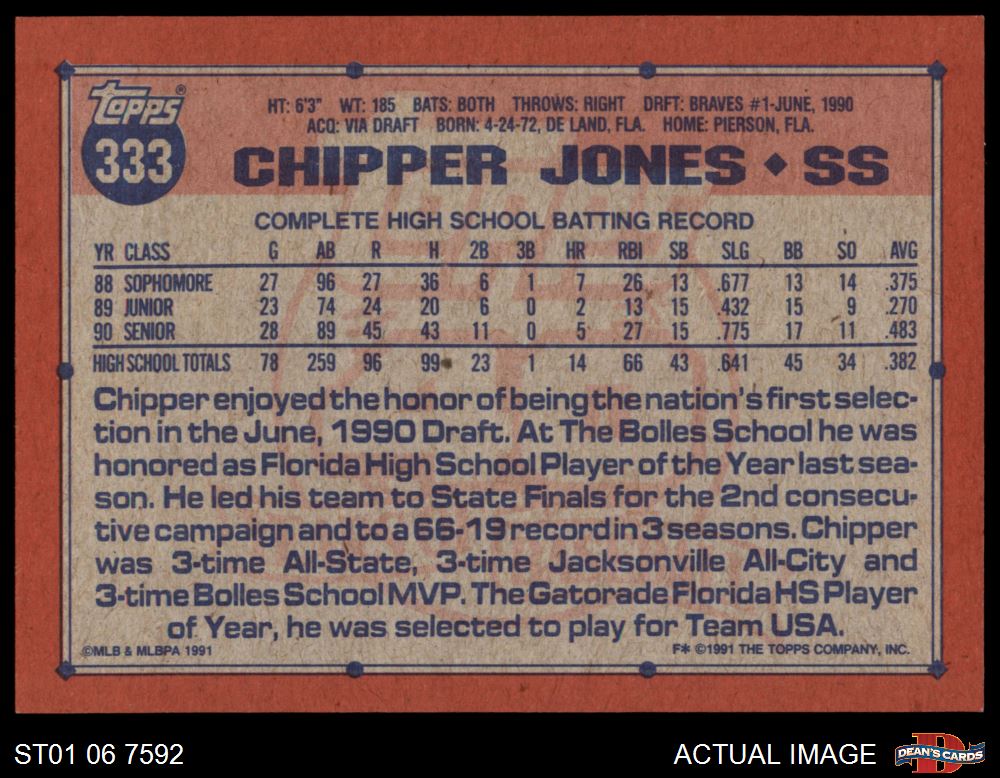 Topps®
333
HT: 6'3" WT: 185 BATS: BOTH THROWS: RIGHT DRFT: BRAVES #1-JUNE, 1990
ACQ: VIA DRAFT BORN: 4-24-72, DE LAND, FLA. HOME: PIERSON, FLA.
CHIPPER JONES ♦ SS
COMPLETE HIGH SCHOOL BATTING RECORD
YR CLASS G AB R H 2B 3B HR RBI SB SLG BB SO AVG
88 SOPHOMORE 27 96 27 36 6 1 7 26 13 .677 13 14 .375
89 JUNIOR 23 74 24 20 6 0 2 13 15 .432 15 9 .270
90 SENIOR 28 89 45 43 11 0 5 27 15 .775 17 11 .483
HIGH SCHOOL TOTALS 78 259 96 99 23 1 14 66 43 .641 45 34 .382
Chipper enjoyed the honor of being the nation's first selec-
tion in the June, 1990 Draft. At The Bolles School he was
honored as Florida High School Player of the Year last sea-
son. He led his team to State Finals for the 2nd consecu-
tive campaign and to a 66-19 record in 3 seasons. Chipper
was 3-time All-State, 3-time Jacksonville All-City and
3-time Bolles School MVP. The Gatorade Florida HS Player
of Year, he was selected to play for Team USA.
©MLB & MLBPA 1991 F* ©1991 THE TOPPS COMPANY, INC.
ST01 06 7592 ACTUAL IMAGE DEAN'S CARDS